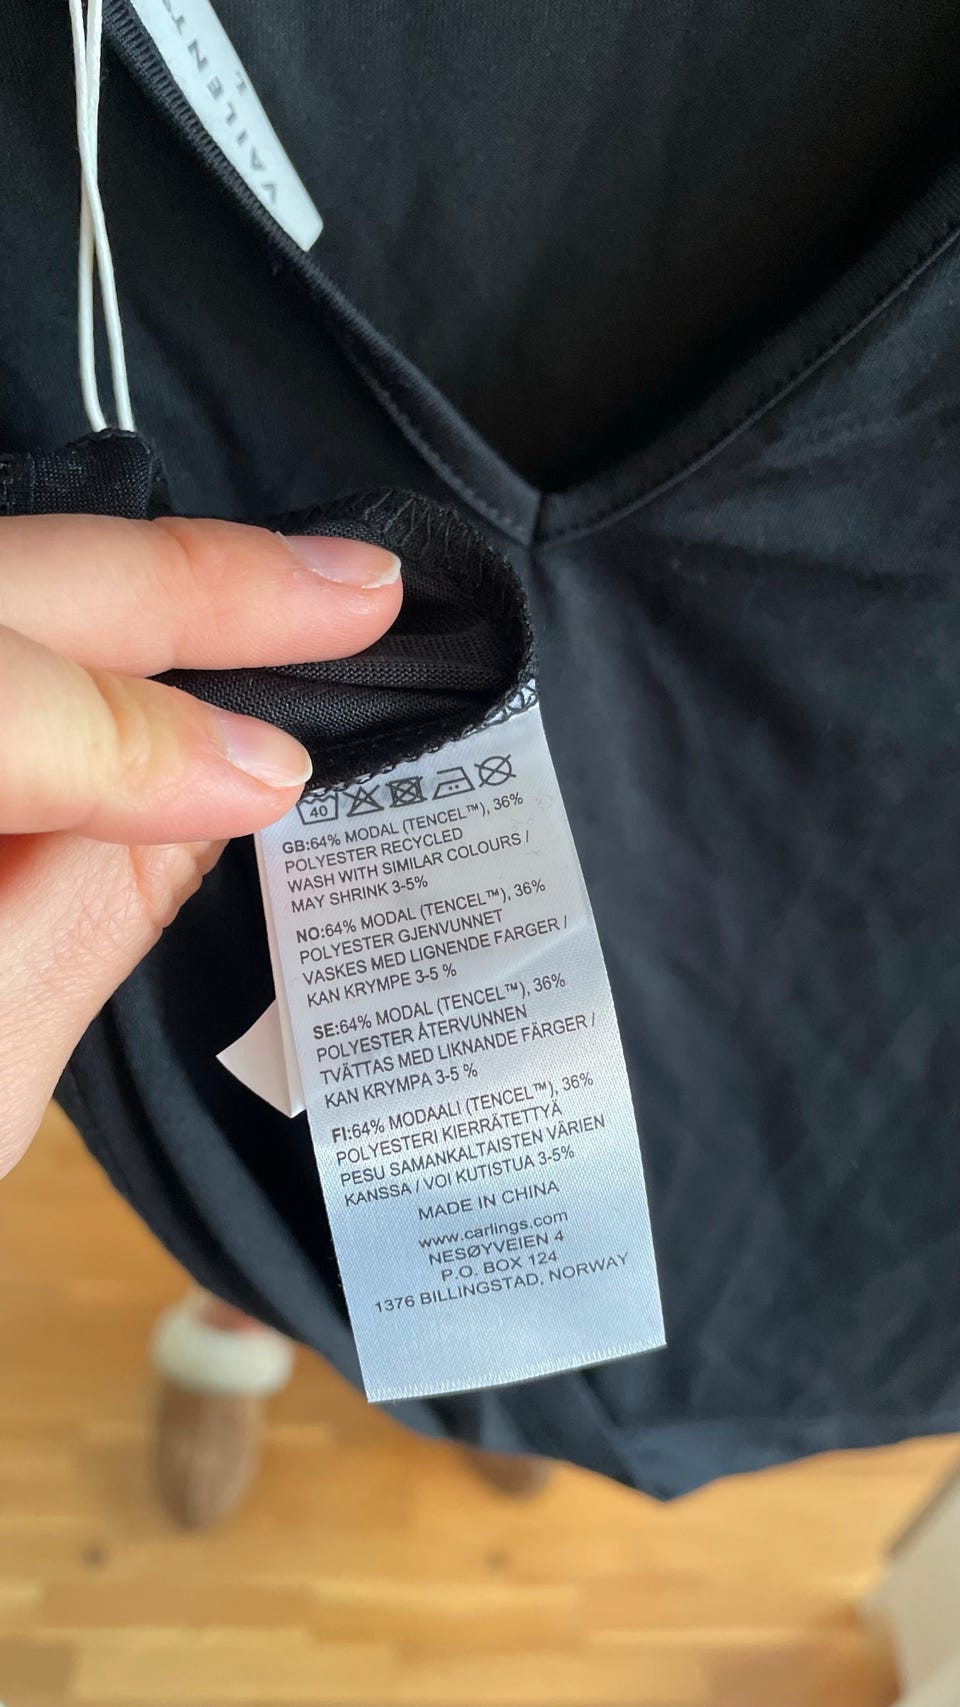 VAILENT
L
40
GB:64% MODAL (TENCEL™), 36%
POLYESTER RECYCLED
WASH WITH SIMILAR COLOURS /
MAY SHRINK 3-5%
NO:64% MODAL (TENCEL™), 36%
POLYESTER GJENVUNNET
VASKES MED LIGNENDE FARGER /
KAN KRYMPE 3-5 %
SE:64% MODAL (TENCEL™), 36%
POLYESTER ÅTERVUNNEN
TVÄTTAS MED LIKNANDE FÄRGER /
KAN KRYMPA 3-5 %
FI:64% MODAALI (TENCEL™), 36%
POLYESTERI KIERRÄTETTYÄ
PESU SAMANKALTAISTEN VÄRIEN
KANSSA / VOI KUTISTUA 3-5%
MADE IN CHINA
www.carlings.com
NESØYVEIEN 4
P.O. BOX 124
1376 BILLINGSTAD, NORWAY